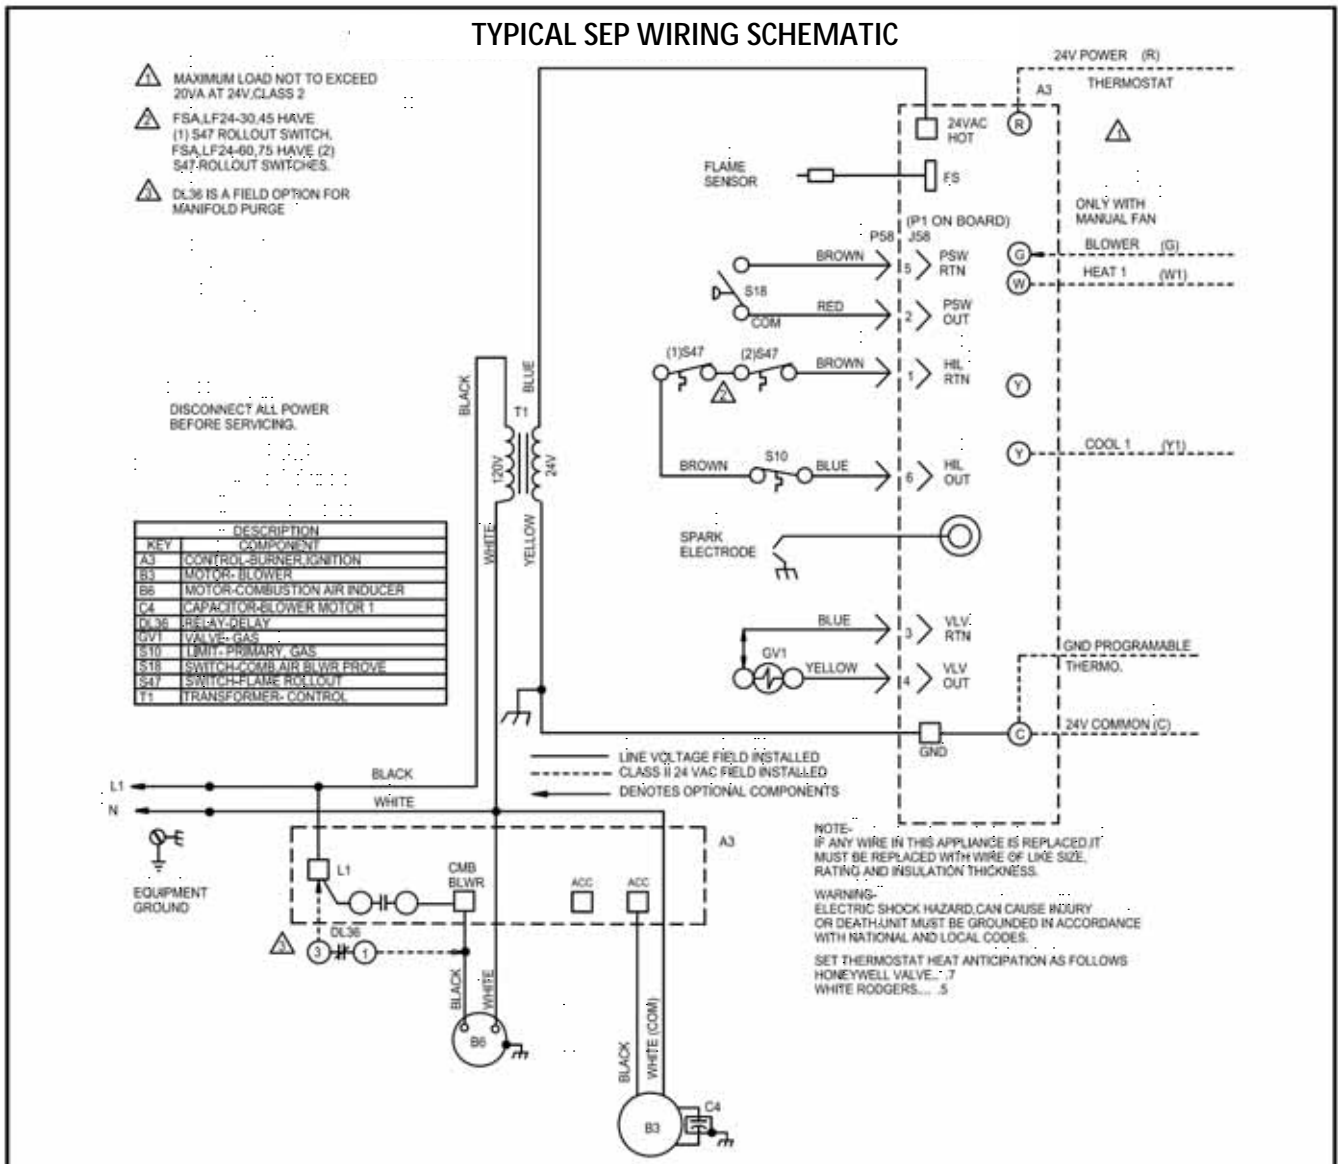 TYPICAL SEP WIRING SCHEMATIC
1
MAXIMUM LOAD NOT TO EXCEED
20VA AT 24V,CLASS 2
2
FSA,LF24-30,45 HAVE
(1) S47 ROLLOUT SWITCH.
FSA,LF24-60,75 HAVE (2)
S47 ROLLOUT SWITCHES.
3
DL36 IS A FIELD OPTION FOR
MANIFOLD PURGE
DISCONNECT ALL POWER
BEFORE SERVICING.
DESCRIPTION
KEY COMPONENT
A3 CONTROL-BURNER,IGNITION
B3 MOTOR- BLOWER
B6 MOTOR-COMBUSTION AIR INDUCER
C4 CAPACITOR-BLOWER MOTOR 1
DL36 RELAY-DELAY
GV1 VALVE- GAS
S10 LIMIT- PRIMARY, GAS
S18 SWITCH-COMB.AIR BLWR PROVE
S47 SWITCH-FLAME ROLLOUT
T1 TRANSFORMER- CONTROL
24V POWER (R)
THERMOSTAT
A3
24VAC
HOT
R
1
FLAME
SENSOR
FS
ONLY WITH
MANUAL FAN
(P1 ON BOARD)
P58 J58
BLOWER (G)
G
BROWN
5
PSW
RTN
HEAT 1 (W1)
W
S18
RED
COM
2
PSW
OUT
(1)S47
(2)S47
BROWN
2
1
HIL
RTN
Y
BLACK
BLUE
T1
120V
24V
WHITE
YELLOW
COOL 1 (Y1)
Y
S10
BROWN
BLUE
6
HIL
OUT
SPARK
ELECTRODE
BLUE
3
VLV
RTN
GV1
YELLOW
4
VLV
OUT
GND PROGRAMABLE
THERMO.
24V COMMON (C)
C
GND
LINE VOLTAGE FIELD INSTALLED
CLASS II 24 VAC FIELD INSTALLED
DENOTES OPTIONAL COMPONENTS
L1
BLACK
N
WHITE
EQUIPMENT
GROUND
A3
L1
CMB
BLWR
ACC
ACC
3
DL36
3
1
BLACK
WHITE
B6
BLACK
WHITE (COM)
B3
C4
NOTE-
IF ANY WIRE IN THIS APPLIANCE IS REPLACED,IT
MUST BE REPLACED WITH WIRE OF LIKE SIZE,
RATING AND INSULATION THICKNESS.
WARNING-
ELECTRIC SHOCK HAZARD,CAN CAUSE INJURY
OR DEATH.UNIT MUST BE GROUNDED IN ACCORDANCE
WITH NATIONAL AND LOCAL CODES.
SET THERMOSTAT HEAT ANTICIPATION AS FOLLOWS
HONEYWELL VALVE.. .7
WHITE RODGERS.... .5